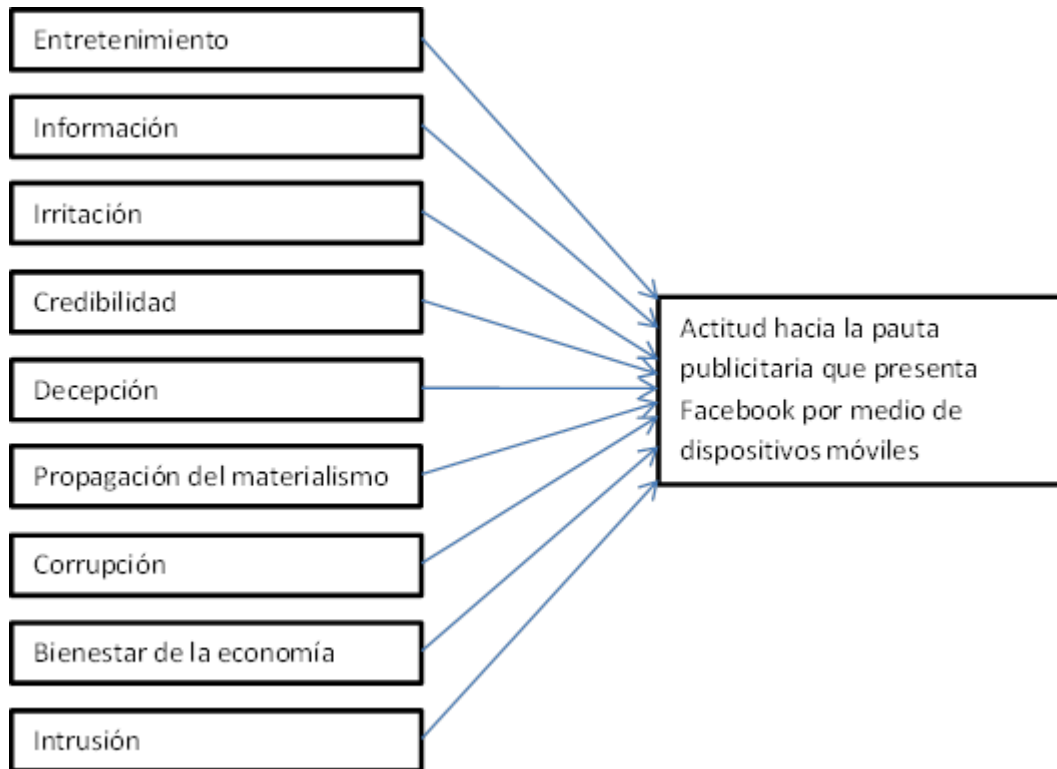 Entretenimiento
Información
Irritación
Credibilidad
Decepción
Propagación del materialismo
Corrupción
Bienestar de la economía
Intrusión
Actitud hacia la pauta
publicitaria que presenta
Facebook por medio de
dispositivos móviles